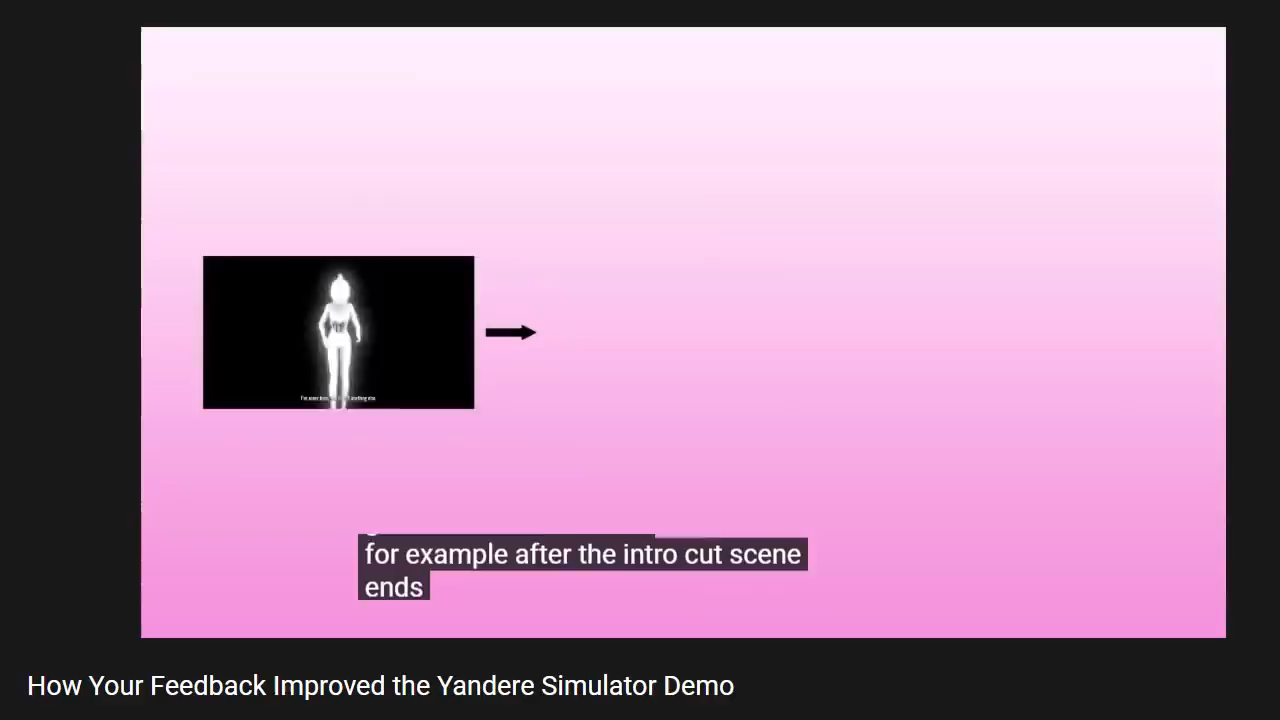 for example after the intro cut scene
ends
How Your Feedback Improved the Yandere Simulator Demo